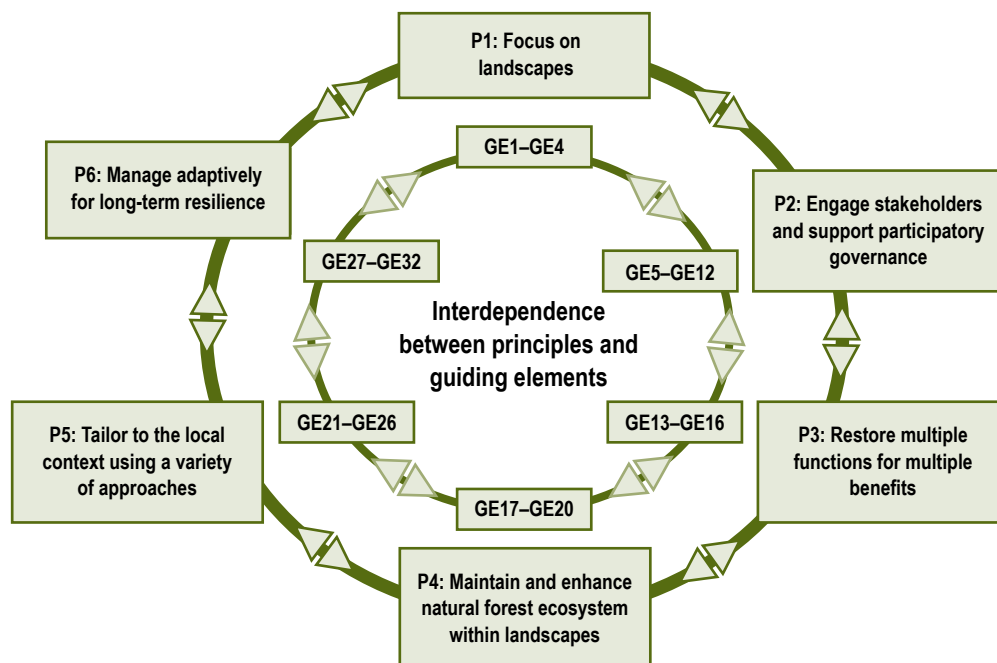 P1: Focus on
landscapes
P6: Manage adaptively
for long-term resilience
GE1–GE4
P2: Engage stakeholders
and support participatory
governance
GE27–GE32
GE5–GE12
Interdependence
between principles and
guiding elements
P5: Tailor to the local
context using a variety
of approaches
GE21–GE26
GE13–GE16
P3: Restore multiple
functions for multiple
benefits
GE17–GE20
P4: Maintain and enhance
natural forest ecosystem
within landscapes